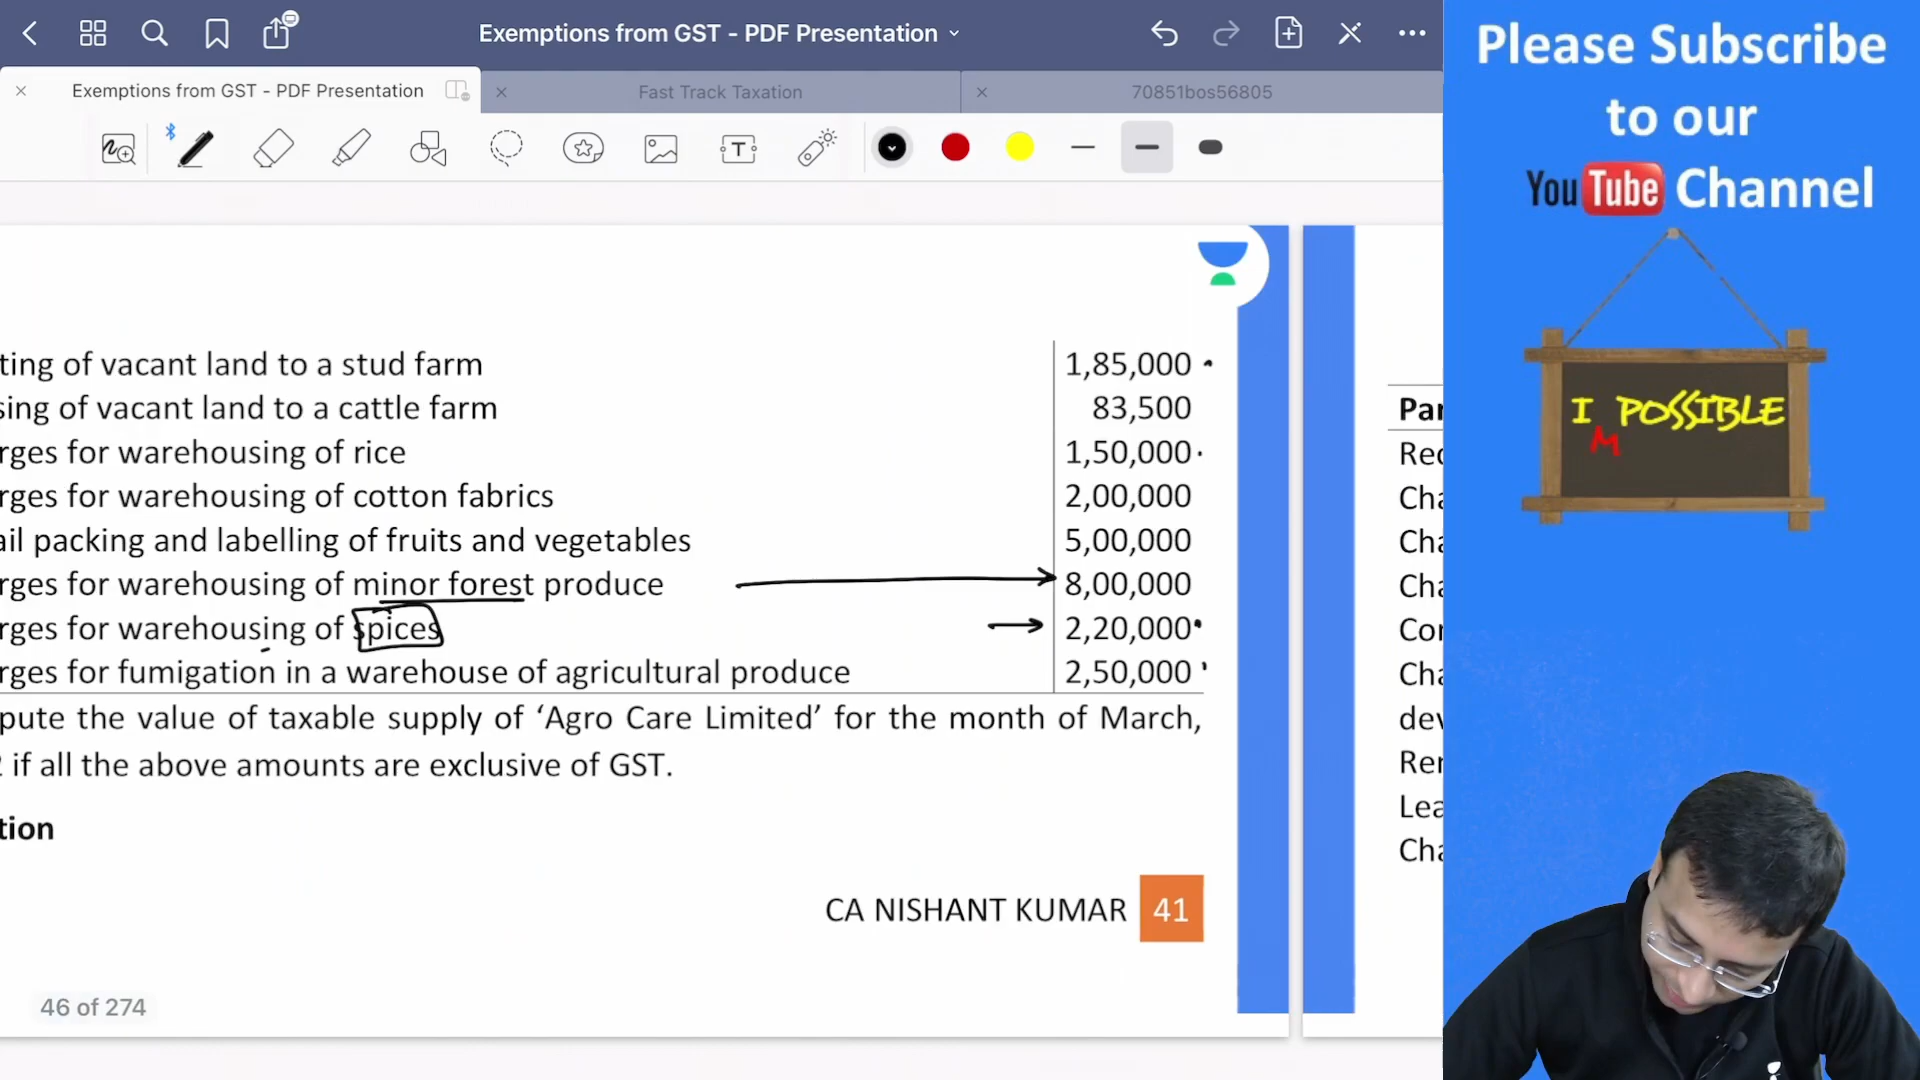 Exemptions from GST - PDF Presentation
Exemptions from GST - PDF Presentation
Fast Track Taxation
70851bos56805
T
ting of vacant land to a stud farm 1,85,000
sing of vacant land to a cattle farm 83,500
rges for warehousing of rice 1,50,000
rges for warehousing of cotton fabrics 2,00,000
ail packing and labelling of fruits and vegetables 5,00,000
rges for warehousing of minor forest produce 8,00,000
rges for warehousing of spices 2,20,000
rges for fumigation in a warehouse of agricultural produce 2,50,000
pute the value of taxable supply of ‘Agro Care Limited’ for the month of March,
2 if all the above amounts are exclusive of GST.
tion
CA NISHANT KUMAR 41
46 of 274
Par
Rec
Cha
Cha
Cha
Cor
Cha
dev
Rer
Lea
Cha
Please Subscribe
to our
YouTube Channel
I POSSIBLE
M